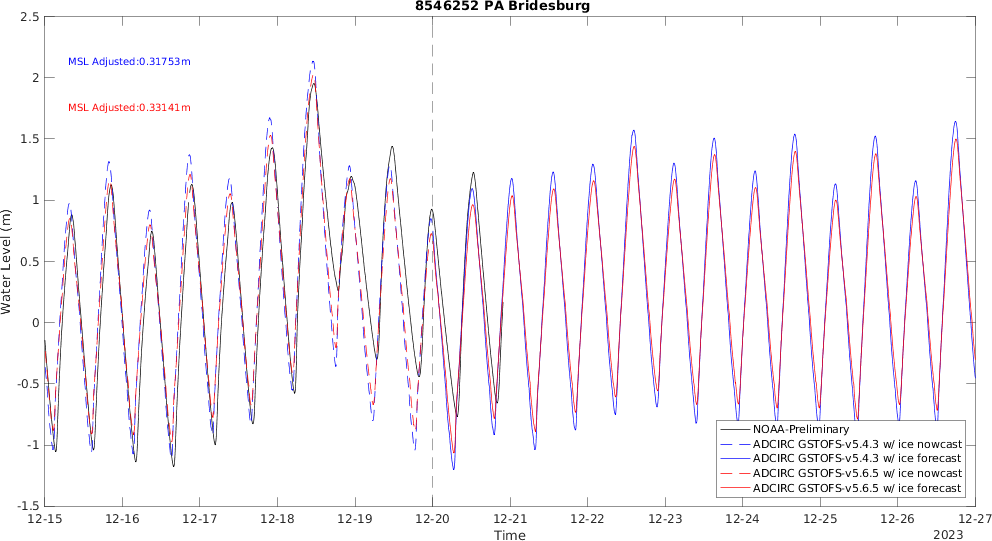 8546252 PA Bridesburg
2.5
2
1.5
1
0.5
0
-0.5
-1
-1.5
Water Level (m)
MSL Adjusted:0.31753m
MSL Adjusted:0.33141m
NOAA-Preliminary
ADCIRC GSTOFS-v5.4.3 w/ ice nowcast
ADCIRC GSTOFS-v5.4.3 w/ ice forecast
ADCIRC GSTOFS-v5.6.5 w/ ice nowcast
ADCIRC GSTOFS-v5.6.5 w/ ice forecast
12-15 12-16 12-17 12-18 12-19 12-20 12-21 12-22 12-23 12-24 12-25 12-26 12-27
Time
2023